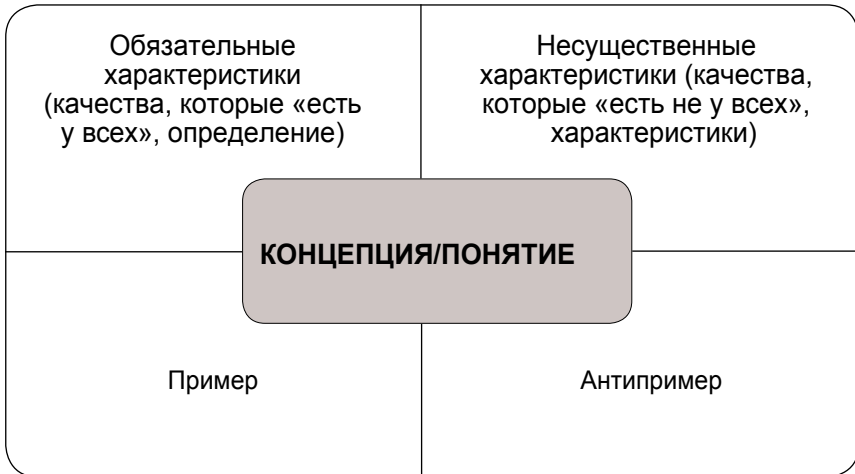 Обязательные
характеристики
(качества, которые «есть
у всех», определение)
Несущественные
характеристики (качества,
которые «есть не у всех»,
характеристики)
КОНЦЕПЦИЯ/ПОНЯТИЕ
Пример
Антипример